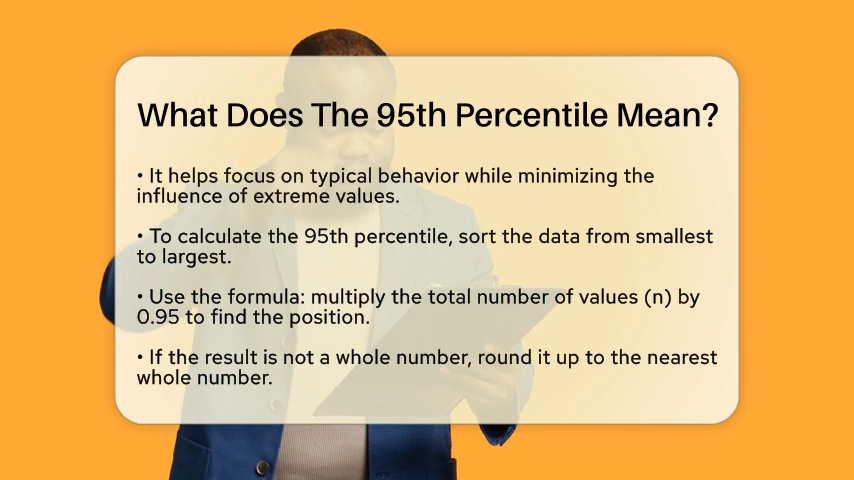 What Does The 95th Percentile Mean?
• It helps focus on typical behavior while minimizing the
influence of extreme values.
• To calculate the 95th percentile, sort the data from smallest
to largest.
• Use the formula: multiply the total number of values (n) by
0.95 to find the position.
• If the result is not a whole number, round it up to the nearest
whole number.